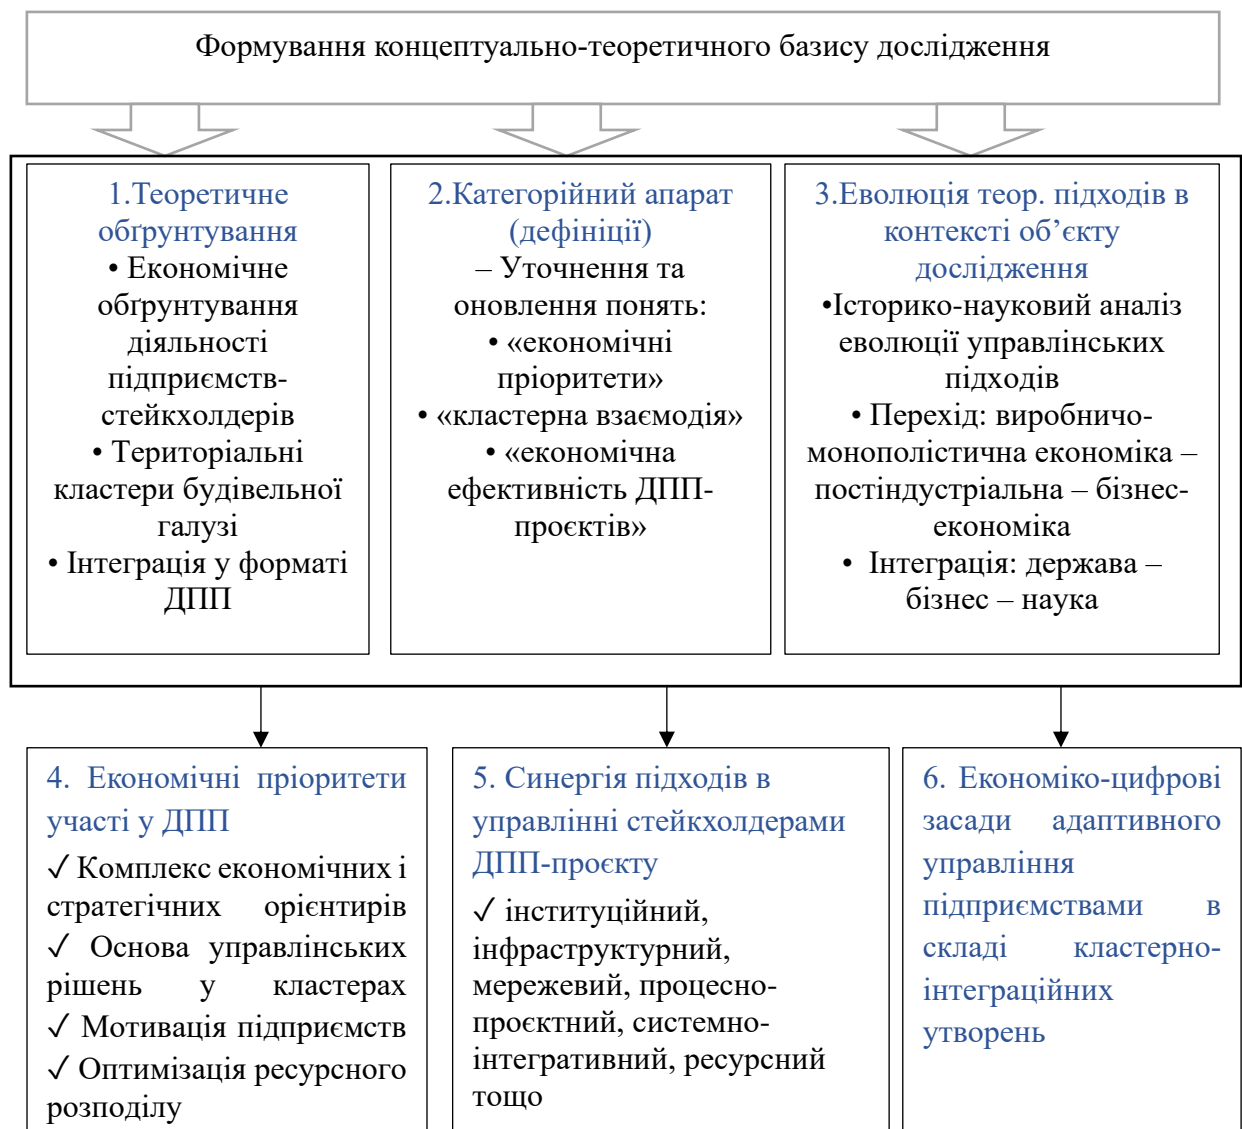 Формування концептуально-теоретичного базису дослідження
1.Теоретичне
обґрунтування
• Економічне
обґрунтування
діяльності
підприємств-
стейкхолдерів
• Територіальні
кластери будівельної
галузі
• Інтеграція у форматі
ДПП
2.Категорійний апарат
(дефініції)
– Уточнення та
оновлення понять:
• «економічні
пріоритети»
• «кластерна взаємодія»
• «економічна
ефективність ДПП-
проєктів»
3.Еволюція теор. підходів в
контексті об’єкту
дослідження
•Історико-науковий аналіз
еволюції управлінських
підходів
• Перехід: виробничо-
монополістична економіка –
постіндустріальна – бізнес-
економіка
• Інтеграція: держава –
бізнес – наука
4. Економічні пріоритети
участі у ДПП
✓ Комплекс економічних і
стратегічних орієнтирів
✓ Основа управлінських
рішень у кластерах
✓ Мотивація підприємств
✓ Оптимізація ресурсного
розподілу
5. Синергія підходів в
управлінні стейкхолдерами
ДПП-проєкту
✓ інституційний,
інфраструктурний,
мережевий, процесно-
проєктний, системно-
інтегративний, ресурсний
тощо
6. Економіко-цифрові
засади адаптивного
управління
підприємствами в
складі кластерно-
інтеграційних
утворень